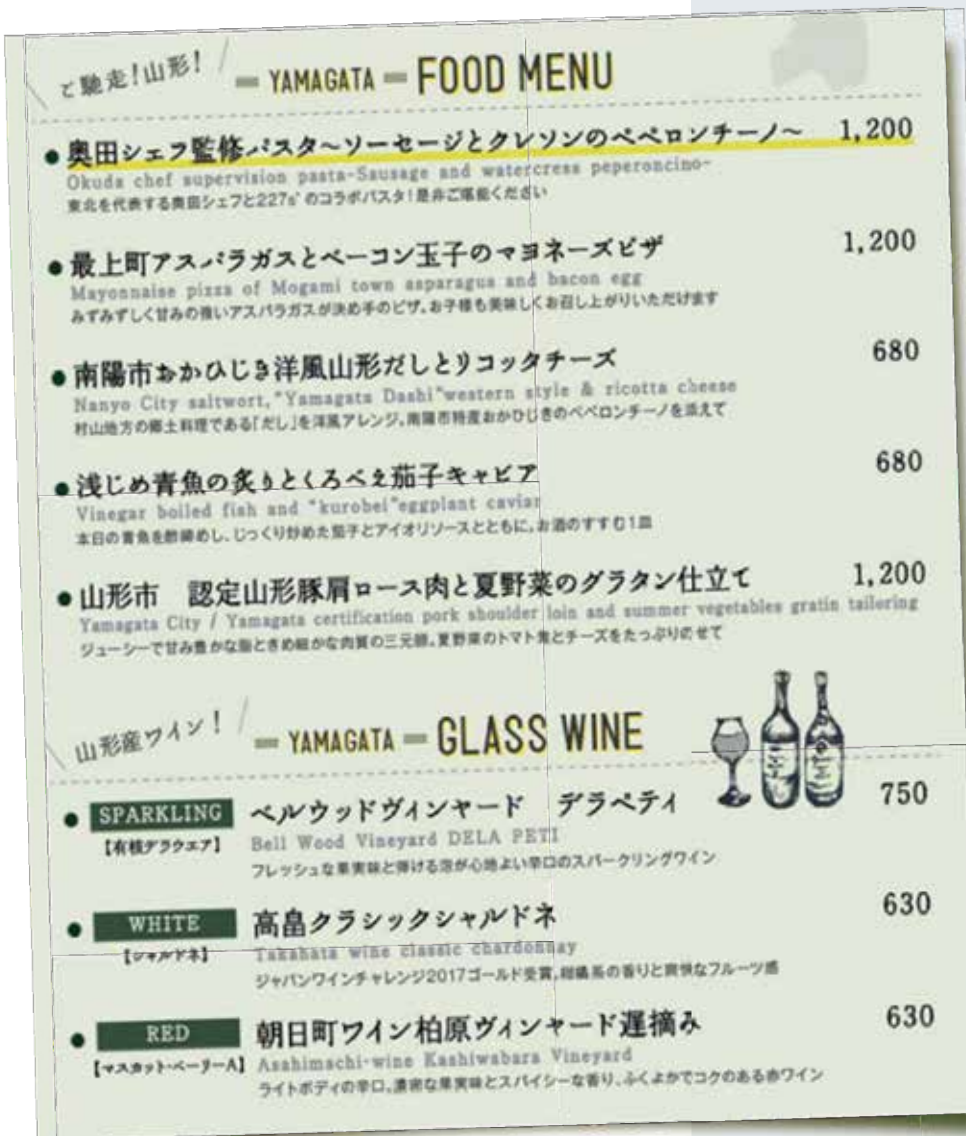 ご馳走!山形!
YAMAGATA FOOD MENU
奥田シェフ監修パスタ〜ソーセージとクレソンのペペロンチーノ〜 1,200
Okuda chef supervision pasta-Sausage and watercress peperoncino-
東北を代表する奥田シェフと227s'のコラボパスタ!是非ご堪能ください
最上町アスパラガスとベーコン玉子のマヨネーズピザ 1,200
Mayonnaise pizza of Mogami town asparagus and bacon egg
みずみずしく甘みの強いアスパラガスが決め手のピザ。お子様も美味しくお召し上がりいただけます
南陽市おかひじき洋風山形だしとリコッタチーズ 680
Nanyo City saltwort,"Yamagata Dashi"western style & ricotta cheese
村山地方の郷土料理である「だし」を洋風アレンジ。南陽市特産おかひじきのペペロンチーノを添えて
浅じめ青魚の炙りとくろべえ茄子キャビア 680
Vinegar boiled fish and "kurobei"eggplant caviar
本日の青魚を酢締めし、じっくり炒めた茄子とアイオリソースとともに。お酒のすすむ1皿
山形市 認定山形豚肩ロース肉と夏野菜のグラタン仕立て 1,200
Yamagata City / Yamagata certification pork shoulder loin and summer vegetables gratin tailoring
ジューシーで甘み豊かな脂ときめ細かな肉質の三元豚。夏野菜のトマト煮とチーズをたっぷりのせて
山形産ワイン!
YAMAGATA GLASS WINE
SPARKLING ベルウッドヴィンヤード デラペティ 750
【有核デラウエア】 Bell Wood Vineyard DELA PETI
フレッシュな果実味と弾ける泡が心地よい辛口のスパークリングワイン
WHITE 高畠クラシックシャルドネ 630
【シャルドネ】 Takahata wine classic chardonnay
ジャパンワインチャレンジ2017ゴールド受賞。柑橘系の香りと爽快なフルーツ感
RED 朝日町ワイン柏原ヴィンヤード遅摘み 630
【マスカット・ベーリーA】 Asahimachi-wine Kashiwabara Vineyard
ライトボディの辛口。濃密な果実味とスパイシーな香り、ふくよかでコクのある赤ワイン